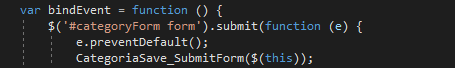 var bindEvent = function () {
$('#categoryForm form').submit(function (e) {
e.preventDefault();
CategoriaSave_SubmitForm($(this));